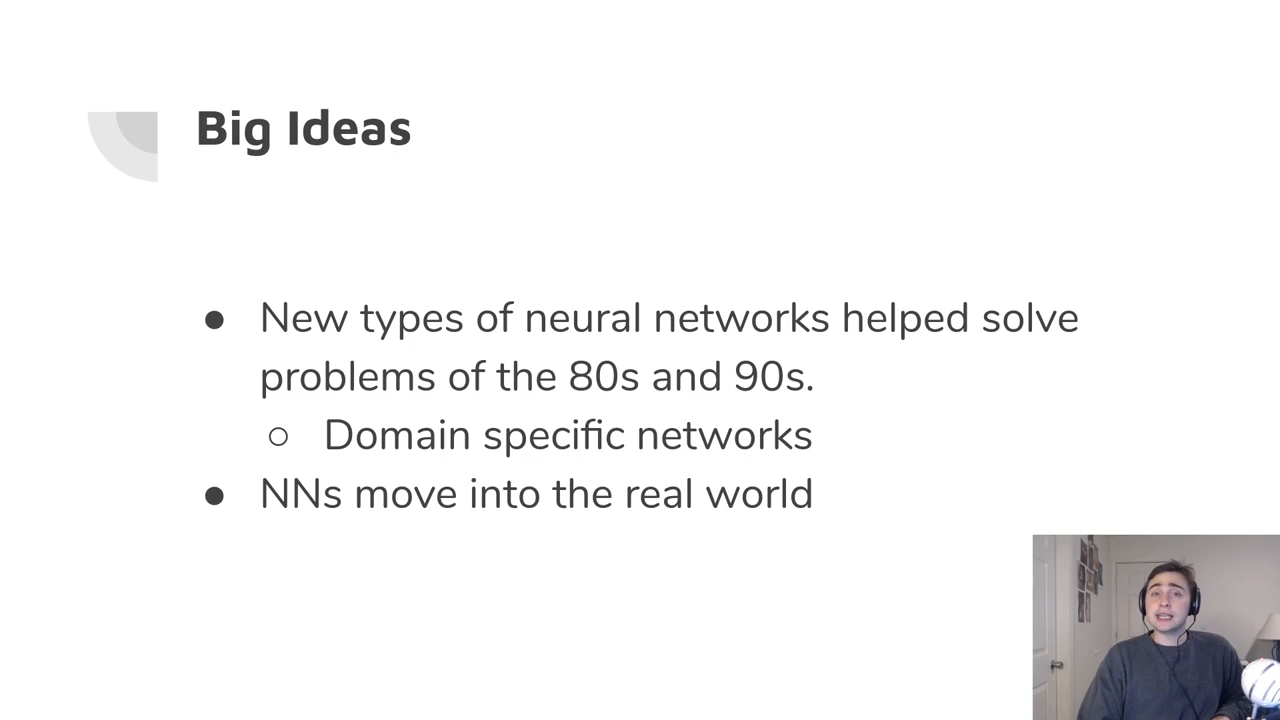 Big Ideas
● New types of neural networks helped solve
problems of the 80s and 90s.
○ Domain specific networks
● NNs move into the real world